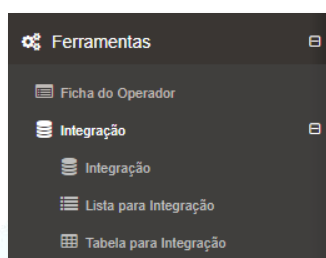 Ferramentas
Ficha do Operador
Integração
Integração
Lista para Integração
Tabela para Integração